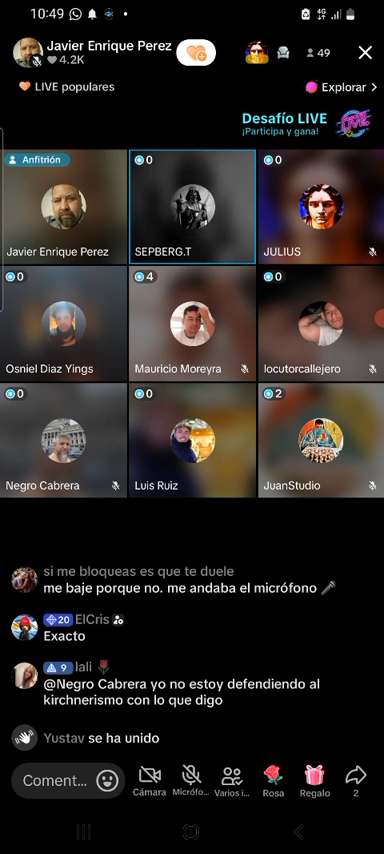 10:49
4G
Javier Enrique Perez
4.2K
49
LIVE populares
Explorar
Desafío LIVE
¡Participa y gana!
LIVE
Anfitrión
0
0
Javier Enrique Perez
SEPBERG.T
JULIUS
0
4
0
Osniel Diaz Yings
Mauricio Moreyra
locutorcallejero
0
0
2
Negro Cabrera
Luis Ruiz
JuanStudio
si me bloqueas es que te duele
me baje porque no. me andaba el micrófono 🎤
20 ElCris
Exacto
9 lali 🌹
@Negro Cabrera yo no estoy defendiendo al
kirchnerismo con lo que digo
Yustav se ha unido
Coment...
Cámara
Micrófo...
Varios i...
Rosa
Regalo
2